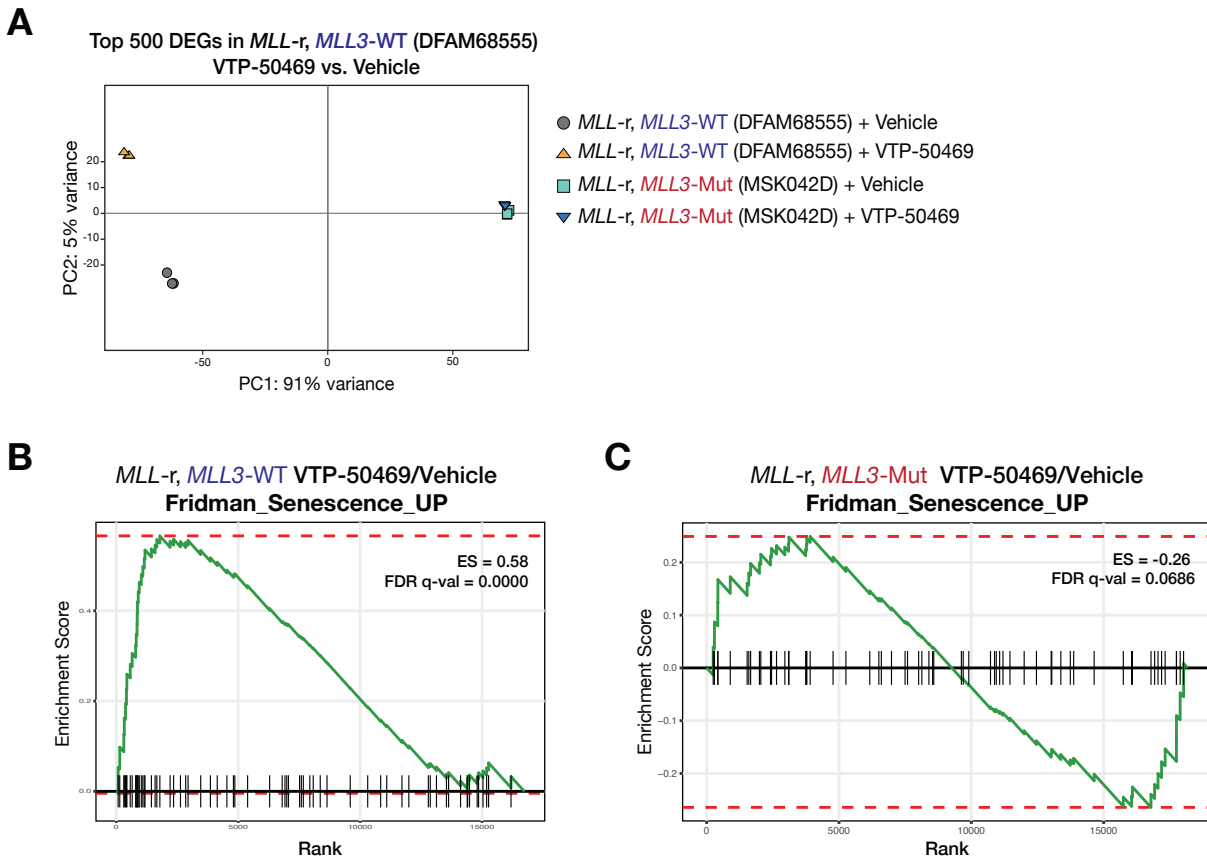 A
Top 500 DEGs in MLL-r, MLL3-WT (DFAM68555)
VTP-50469 vs. Vehicle
PC2: 5% variance
20
10
0
-10
-20
-50
0
50
PC1: 91% variance
MLL-r, MLL3-WT (DFAM68555) + Vehicle
MLL-r, MLL3-WT (DFAM68555) + VTP-50469
MLL-r, MLL3-Mut (MSK042D) + Vehicle
MLL-r, MLL3-Mut (MSK042D) + VTP-50469
B
MLL-r, MLL3-WT VTP-50469/Vehicle
Fridman_Senescence_UP
ES = 0.58
FDR q-val = 0.0000
Enrichment Score
0.4
0.2
0.0
0
5000
10000
15000
Rank
C
MLL-r, MLL3-Mut VTP-50469/Vehicle
Fridman_Senescence_UP
ES = -0.26
FDR q-val = 0.0686
Enrichment Score
0.2
0.0
-0.1
-0.2
0
5000
10000
15000
Rank